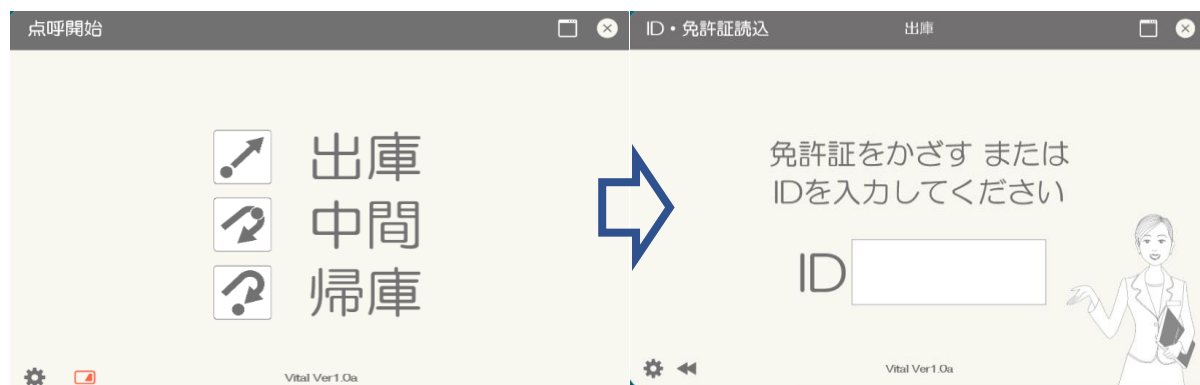 点呼開始
出庫
中間
帰庫
Vital Ver1.0a
ID・免許証読込
出庫
免許証をかざす または
IDを入力してください
ID
Vital Ver1.0a